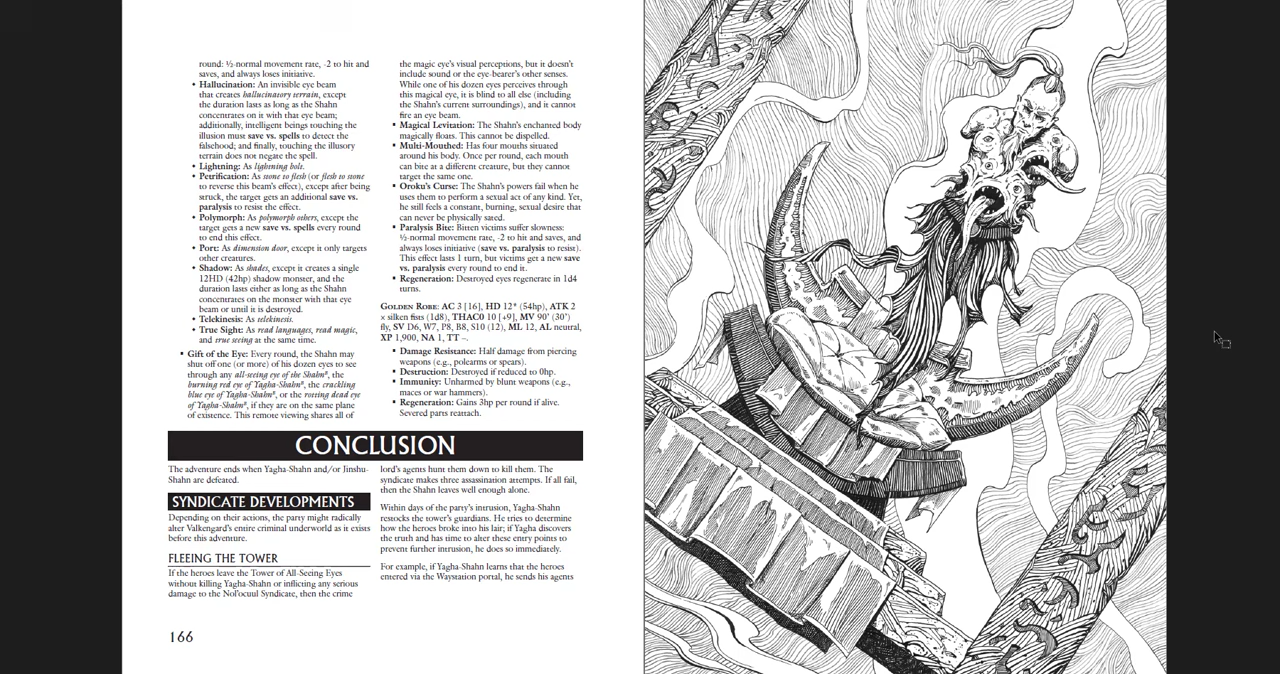 round: ½-normal movement rate, -2 to hit and
saves, and always loses initiative.
• Hallucination: An invisible eye beam
that creates hallucinatory terrain, except
the duration lasts as long as the Shahn
concentrates on it with that eye beam;
additionally, intelligent beings touching the
illusion must save vs. spells to detect the
falsehood; and finally, touching the illusory
terrain does not negate the spell.
• Lightning: As lightning bolt.
• Petrification: As stone to flesh (or flesh to stone
to reverse this beam's effect), except after being
struck, the target gets an additional save vs.
paralysis to resist the effect.
• Polymorph: As polymorph others, except the
target gets a new save vs. spells every round
to end this effect.
• Port: As dimension door, except it only targets
other creatures.
• Shadow: As shades, except it creates a single
12HD (42hp) shadow monster, and the
duration lasts either as long as the Shahn
concentrates on the monster with that eye
beam or until it is destroyed.
• Telekinesis: As telekinesis.
• True Sight: As read languages, read magic,
and true seeing at the same time.
▪ Gift of the Eye: Every round, the Shahn may
shut off one (or more) of his dozen eyes to see
through any all-seeing eye of the Shahn⁸, the
burning red eye of Yagha-Shahn⁸, the crackling
blue eye of Yagha-Shahn⁸, or the rotting dead eye
of Yagha-Shahn⁸, if they are on the same plane
of existence. This remote viewing shares all of
the magic eye's visual perceptions, but it doesn't
include sound or the eye-bearer's other senses.
While one of his dozen eyes perceives through
this magical eye, it is blind to all else (including
the Shahn's current surroundings), and it cannot
fire an eye beam.
▪ Magical Levitation: The Shahn's enchanted body
magically floats. This cannot be dispelled.
▪ Multi-Mouthed: Has four mouths situated
around his body. Once per round, each mouth
can bite at a different creature, but they cannot
target the same one.
▪ Oroku's Curse: The Shahn's powers fail when he
uses them to perform a sexual act of any kind. Yet,
he still feels a constant, burning, sexual desire that
can never be physically sated.
▪ Paralysis Bite: Bitten victims suffer slowness:
½-normal movement rate, -2 to hit and saves, and
always loses initiative (save vs. paralysis to resist).
This effect lasts 1 turn, but victims get a new save
vs. paralysis every round to end it.
▪ Regeneration: Destroyed eyes regenerate in 1d4
turns.
Golden Robe: AC 3 [16], HD 12* (54hp), ATK 2
× silken fists (1d8), THAC0 10 [+9], MV 90' (30')
fly, SV D6, W7, P8, B8, S10 (12), ML 12, AL neutral,
XP 1,900, NA 1, TT –.
▪ Damage Resistance: Half damage from piercing
weapons (e.g., polearms or spears).
▪ Destruction: Destroyed if reduced to 0hp.
▪ Immunity: Unharmed by blunt weapons (e.g.,
maces or war hammers).
▪ Regeneration: Gains 3hp per round if alive.
Severed parts reattach.
CONCLUSION
The adventure ends when Yagha-Shahn and/or Jinshu-
Shahn are defeated.
SYNDICATE DEVELOPMENTS
Depending on their actions, the party might radically
alter Valkengard's entire criminal underworld as it exists
before this adventure.
FLEEING THE TOWER
If the heroes leave the Tower of All-Seeing Eyes
without killing Yagha-Shahn or inflicting any serious
damage to the Nol'ocuul Syndicate, then the crime
lord's agents hunt them down to kill them. The
syndicate makes three assassination attempts. If all fail,
then the Shahn leaves well enough alone.
Within days of the party's intrusion, Yagha-Shahn
restocks the tower's guardians. He tries to determine
how the heroes broke into his lair; if Yagha discovers
the truth and has time to alter these entry points to
prevent further intrusion, he does so immediately.
For example, if Yagha-Shahn learns that the heroes
entered via the Waystation portal, he sends his agents
166